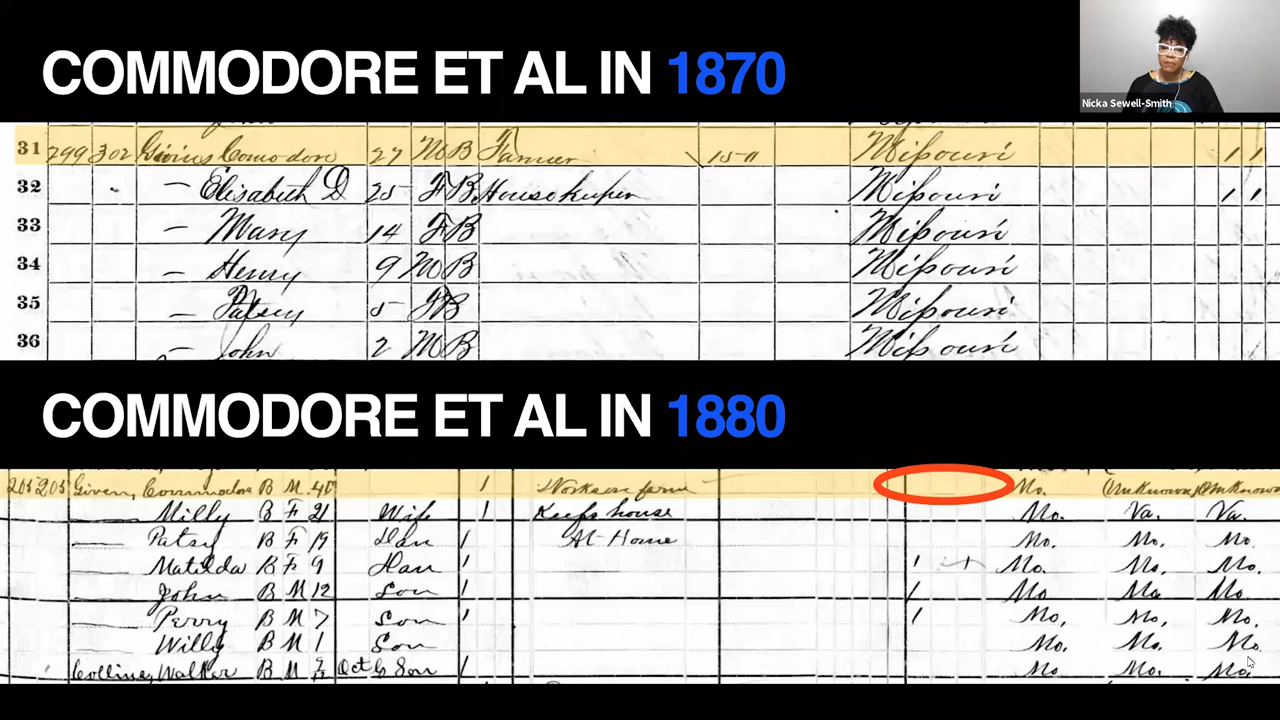 COMMODORE ET AL IN 1870
Nicka Sewell-Smith
31 299 302 Givins Comodore 27 M B Farmer 150 Missouri 1 1
32 — Elisabeth D 25 F B Housekeeper Missouri 1 1
33 — Mary 14 F B Missouri
34 — Henry 9 M B Missouri
35 — Patsey 5 F B Missouri
36 — John 2 M B Missouri
COMMODORE ET AL IN 1880
205 205 Given, Commodore B M 45 1 Works on farm Mo. (Unknown) (Unknown
Milly B F 21 Wife 1 Keeps house Mo. Va. Va.
Patsy B F 19 Dau 1 At Home Mo. Mo. Mo.
Matilda B F 9 Dau 1 1 Mo. Mo. Mo.
John B M 12 Son 1 1 Mo Mo Mo
Perry B M 7 Son 1 1 Mo, Mo, Mo,
Willy B M 1 Son Mo. Mo. Mo
Collins, Walker B M Oct G Son 1 Mo Mo. Mo.